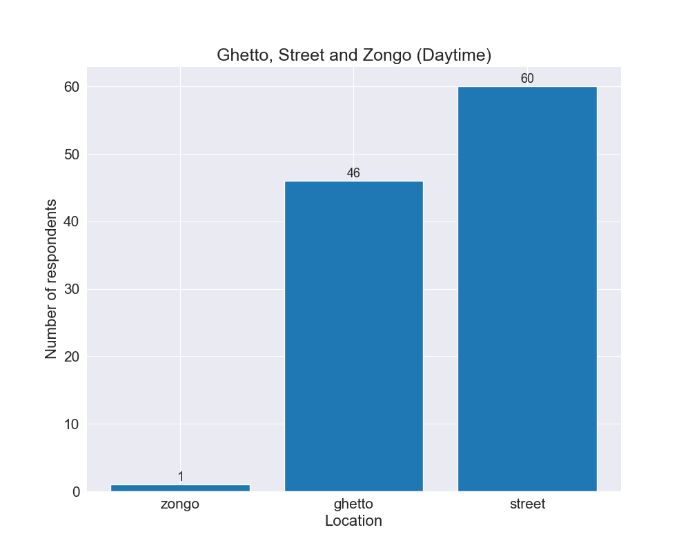 Ghetto, Street and Zongo (Daytime)
60
60
50
46
40
30
20
10
1
0
zongo ghetto street
Location
Number of respondents